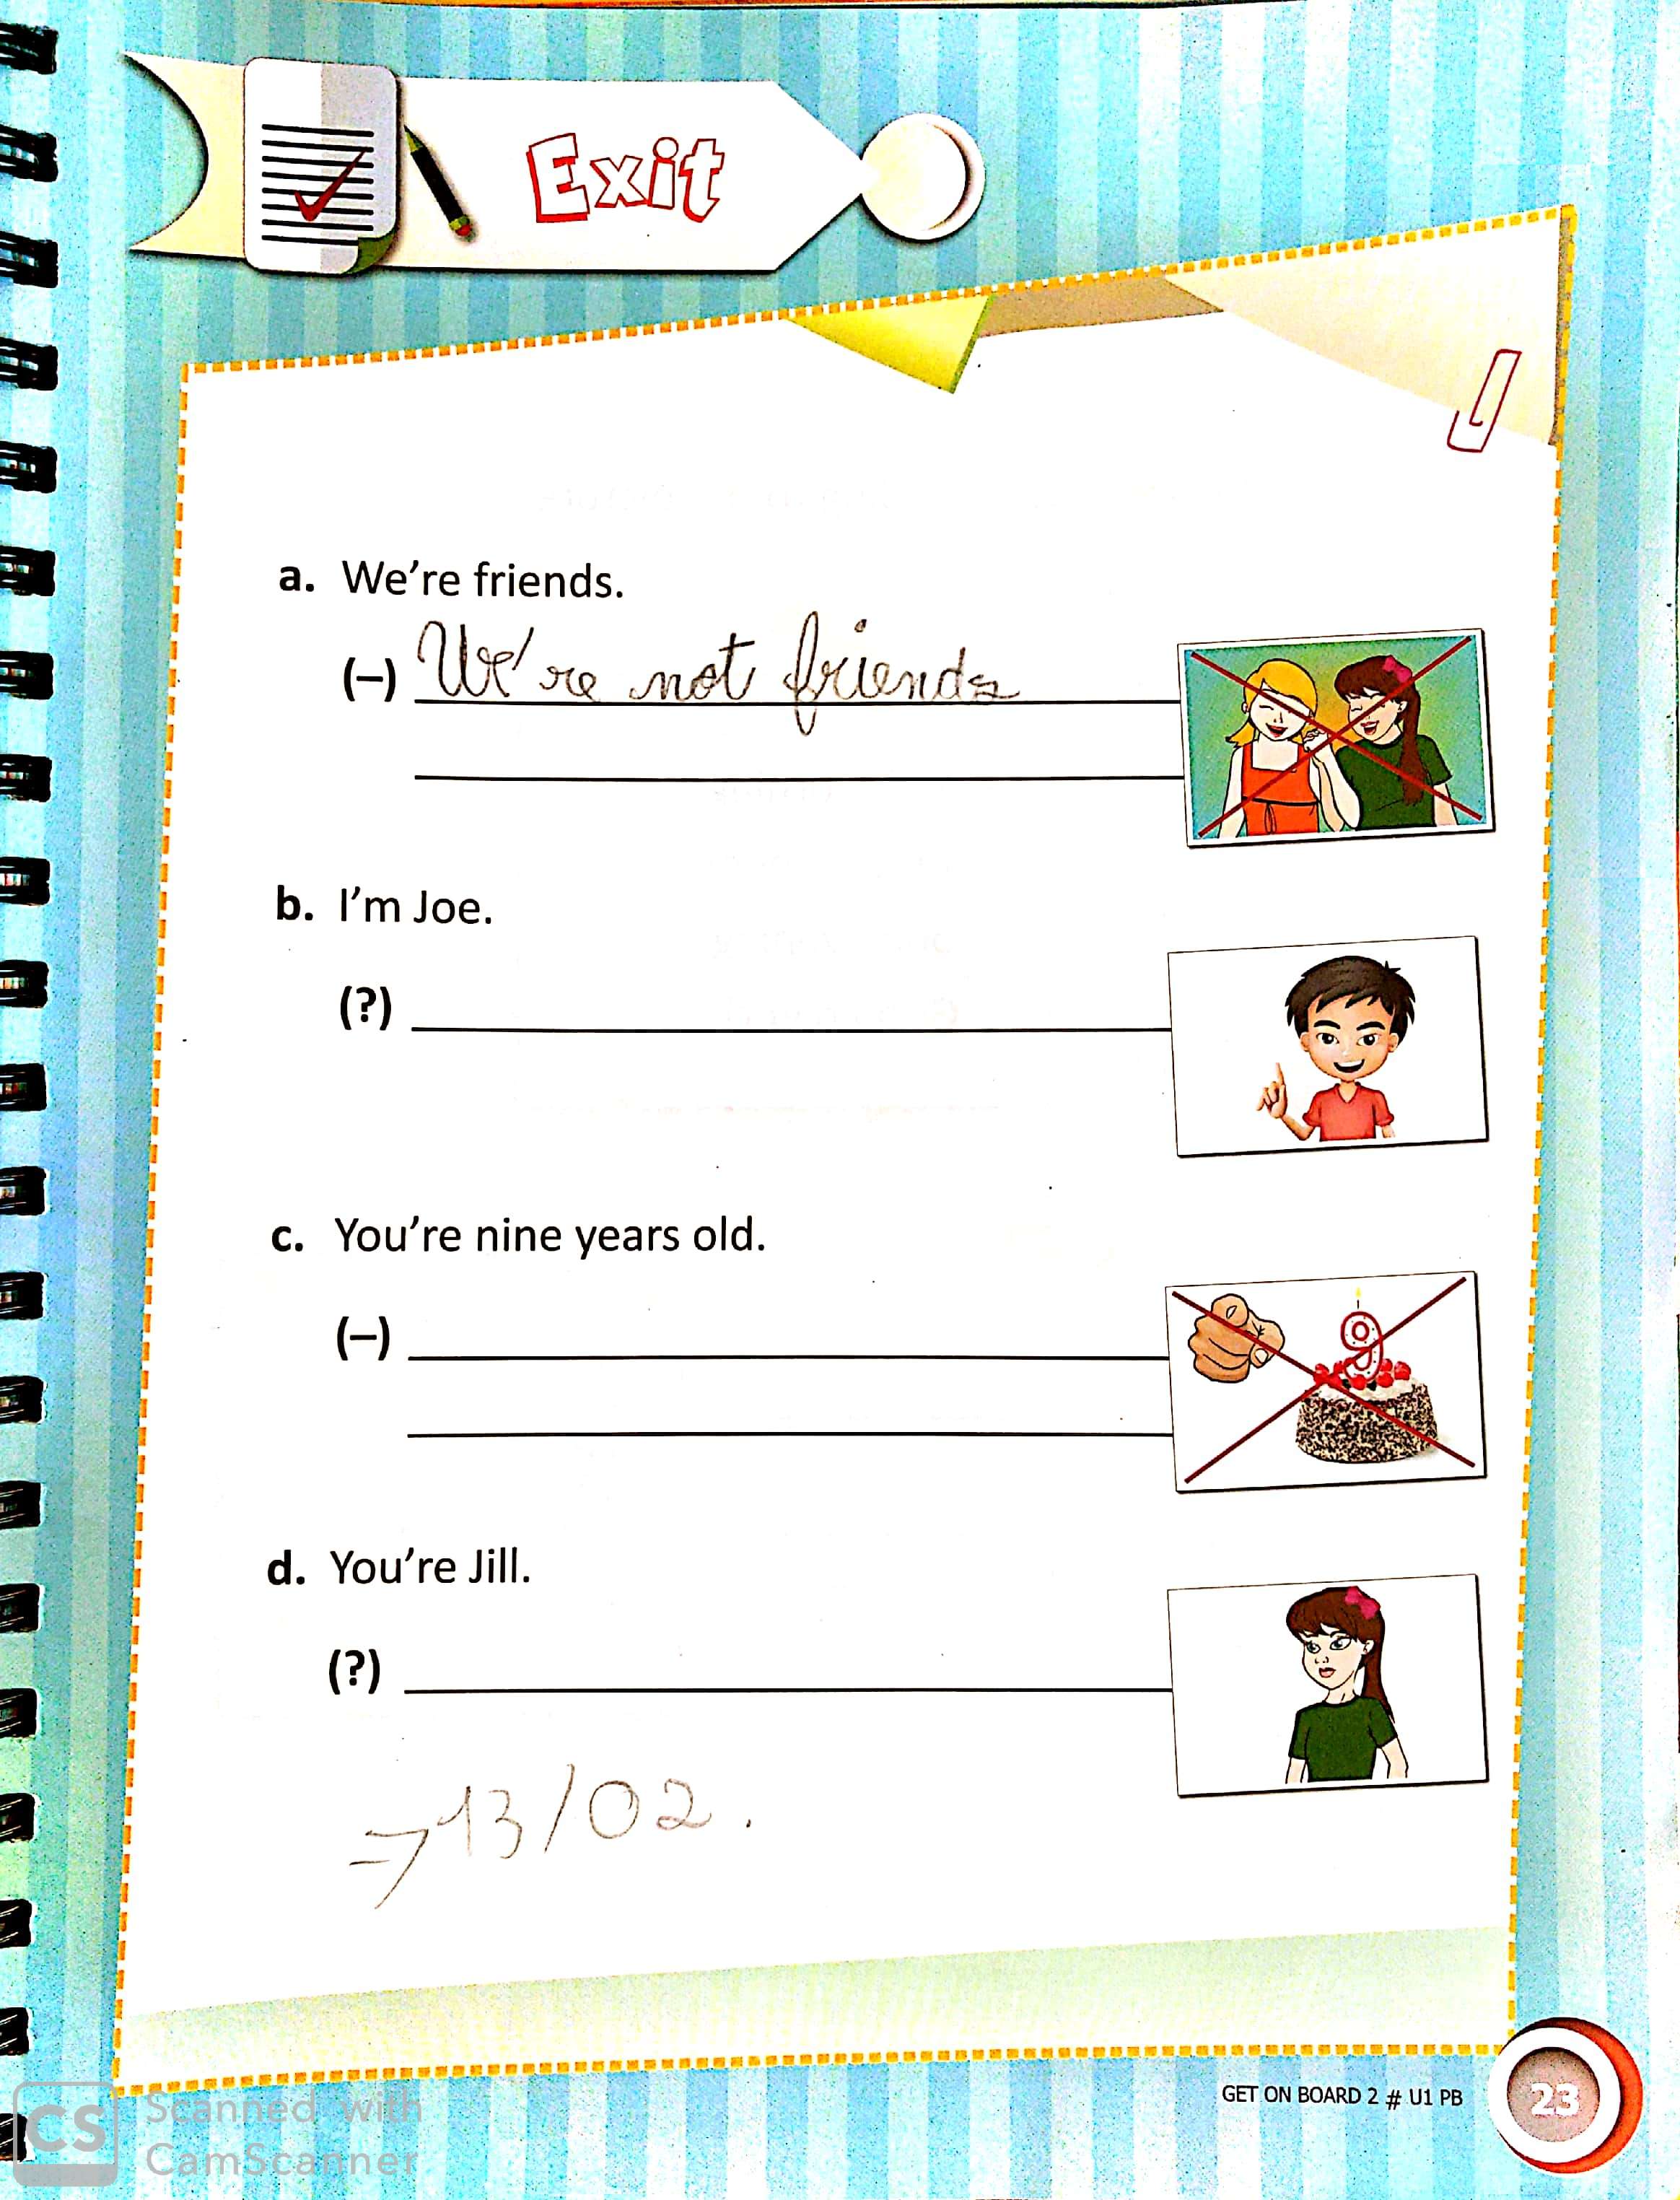 Exit
a. We're friends.
(–) We're not friends
b. I'm Joe.
(?)
c. You're nine years old.
(–)
9
d. You're Jill.
(?)
→ 13/02.
GET ON BOARD 2 # U1 PB
23
CS Scanned with
CamScanner